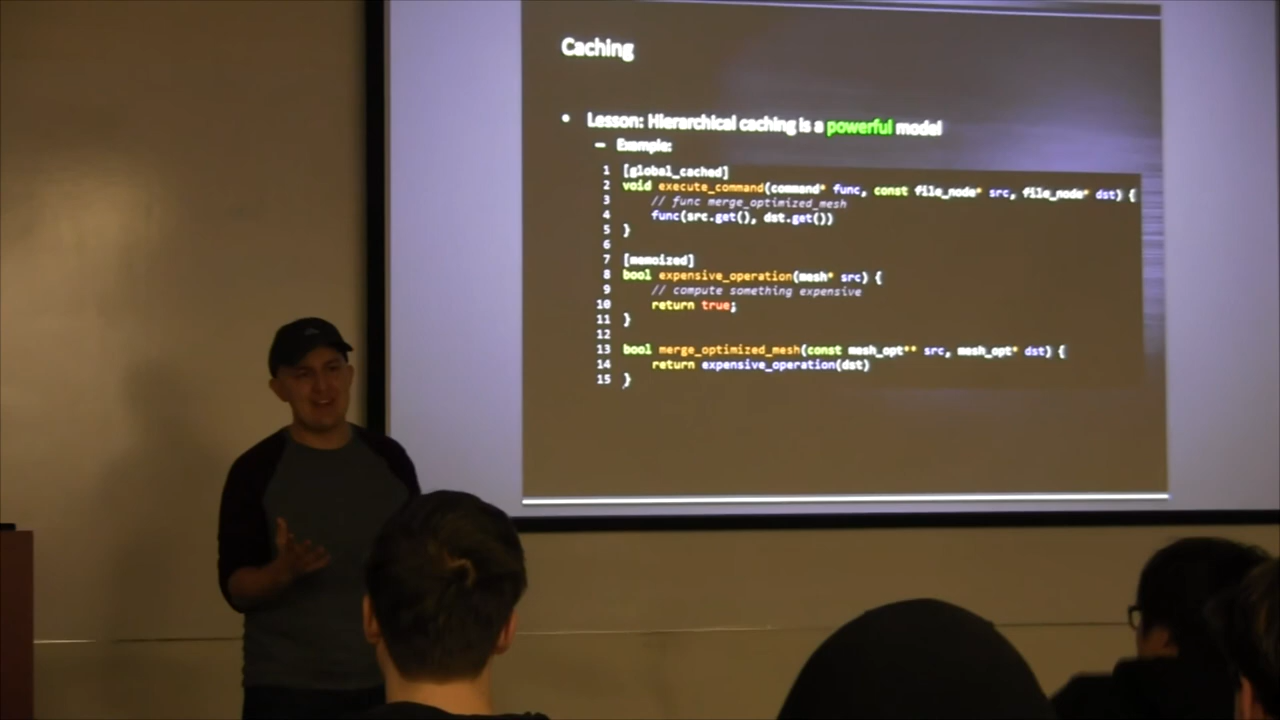 Caching
• Lesson: Hierarchical caching is a powerful model
– Example:
1 [global_cached]
2 void execute_command(command* func, const file_node* src, file_node* dst) {
3 // func merge_optimized_mesh
4 func(src.get(), dst.get())
5 }
6
7 [memoized]
8 bool expensive_operation(mesh* src) {
9 // compute something expensive
10 return true;
11 }
12
13 bool merge_optimized_mesh(const mesh_opt** src, mesh_opt* dst) {
14 return expensive_operation(dst)
15 }